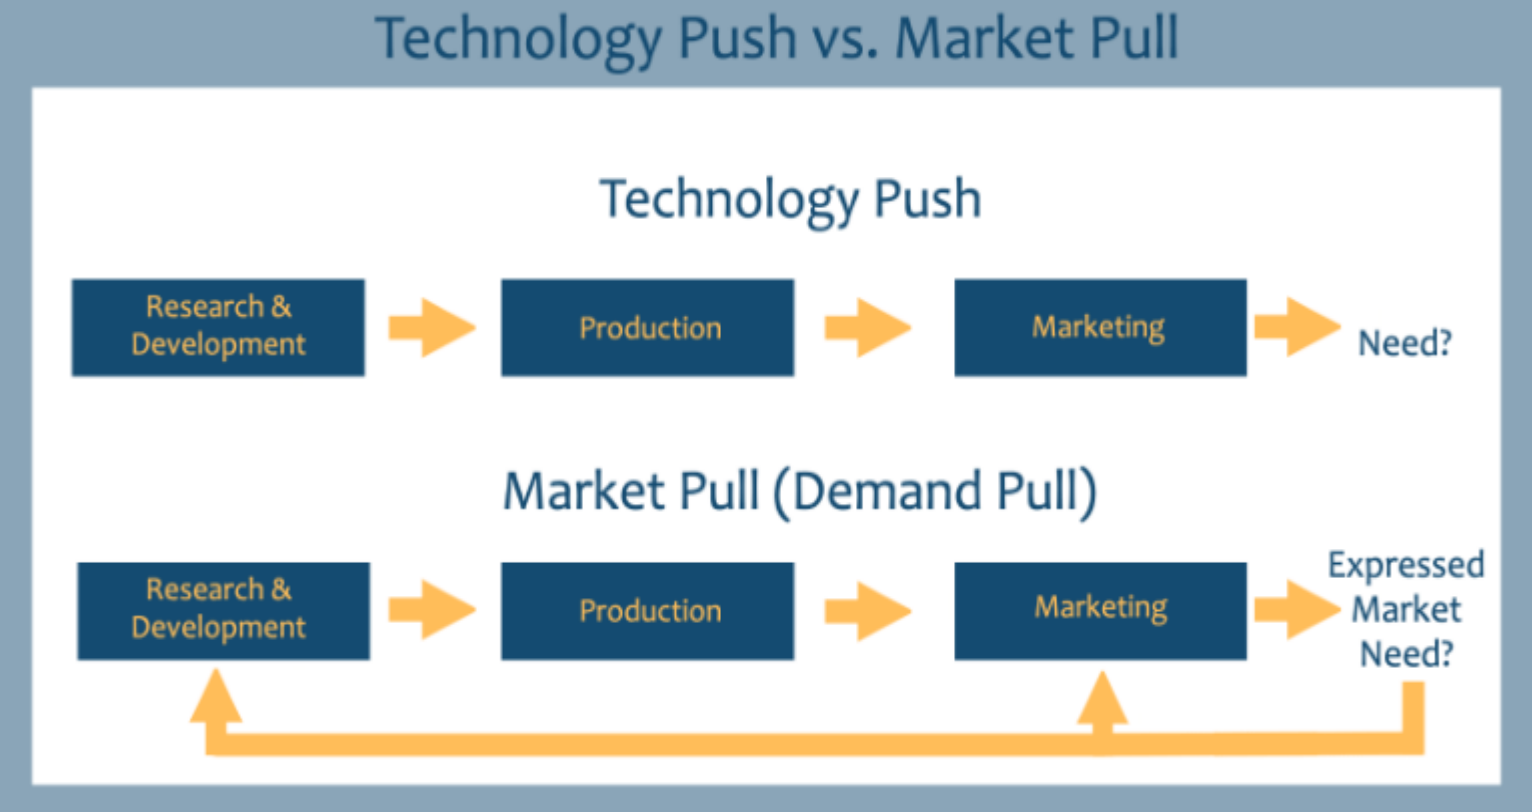 Technology Push vs. Market Pull
Technology Push
Research &
Development
Production
Marketing
Need?
Market Pull (Demand Pull)
Research &
Development
Production
Marketing
Expressed
Market
Need?